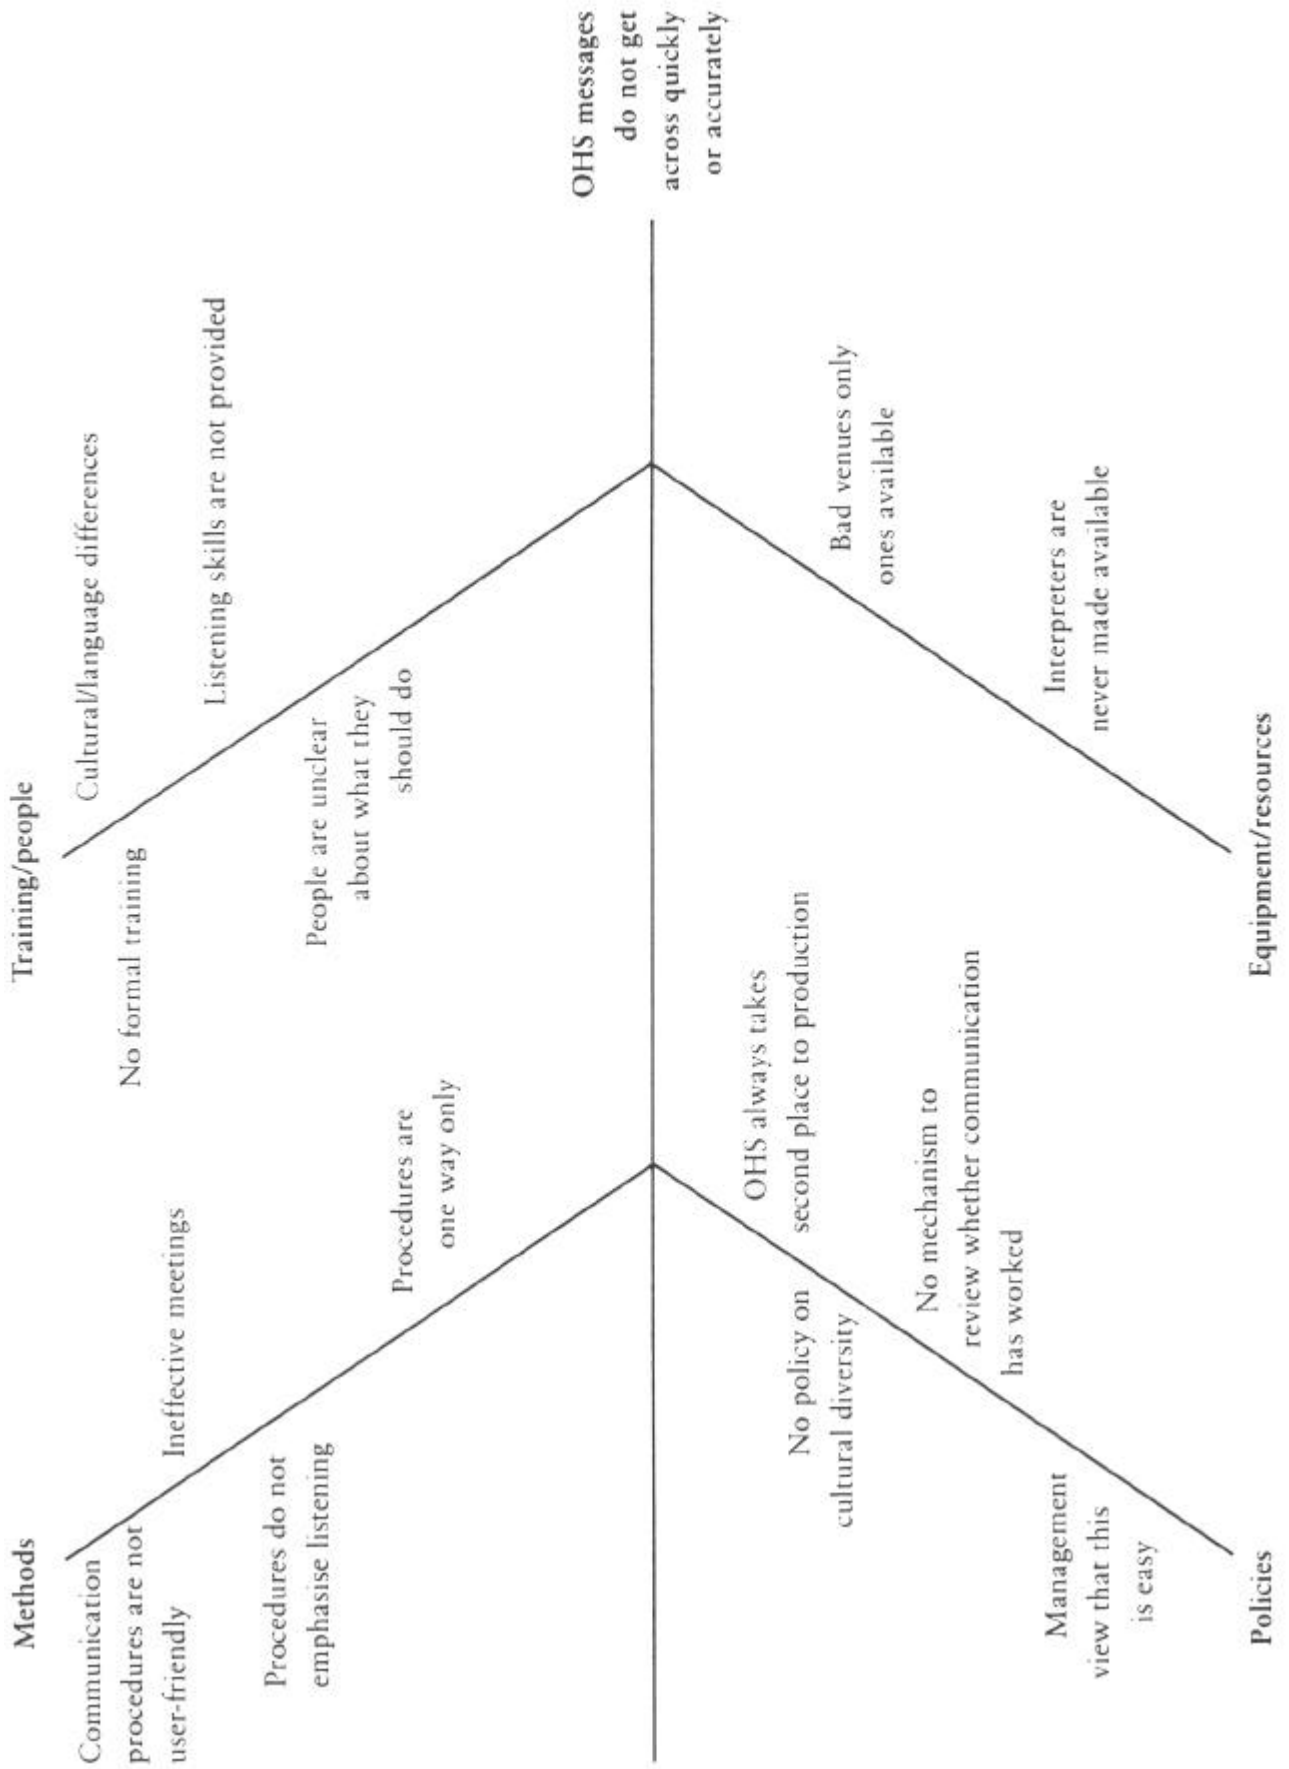 Methods
Communication
procedures are not
user-friendly
Ineffective meetings
Procedures do not
emphasise listening
Procedures are
one way only
Training/people
Cultural/language differences
No formal training
Listening skills are not provided
People are unclear
about what they
should do
OHS messages
do not get
across quickly
or accurately
OHS always takes
second place to production
No policy on
cultural diversity
No mechanism to
review whether communication
has worked
Management
view that this
is easy
Policies
Bad venues only
ones available
Interpreters are
never made available
Equipment/resources